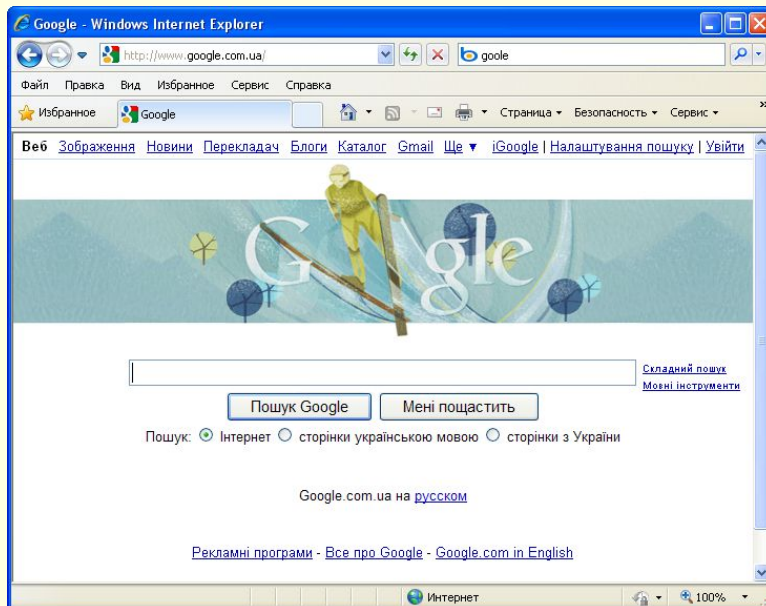 Google - Windows Internet Explorer
http://www.google.com.ua/ goole
Файл Правка Вид Избранное Сервис Справка
Избранное Google Страница Безопасность Сервис »
Веб Зображення Новини Перекладач Блоги Каталог Gmail Ще ▼ iGoogle | Налаштування пошуку | Увійти
Google
Складний пошук
Мовні інструменти
Пошук Google Мені пощастить
Пошук: Інтернет сторінки українською мовою сторінки з України
Google.com.ua на русском
Рекламні програми - Все про Google - Google.com in English
Интернет 100%